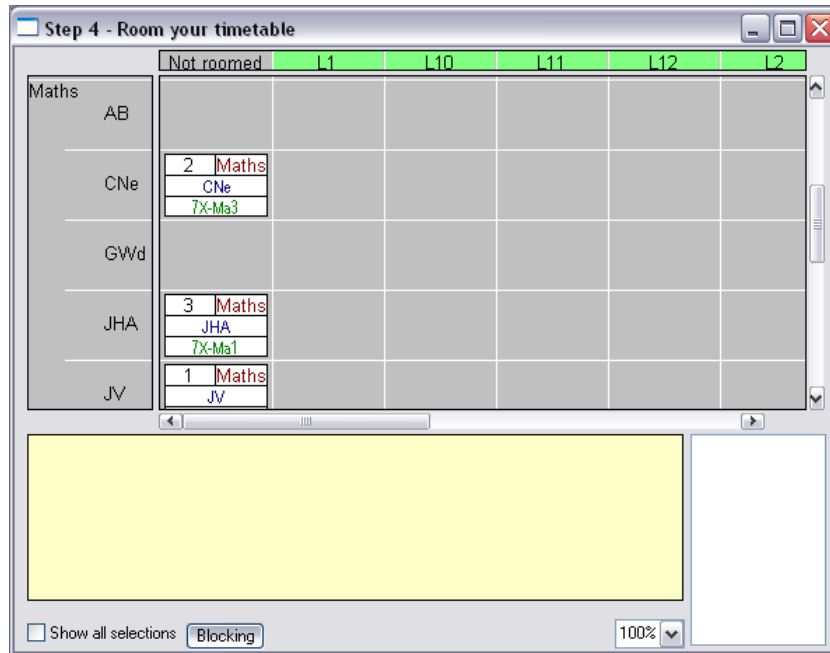 Step 4 - Room your timetable
Not roomed L1 L10 L11 L12 L2
Maths
AB
CNe
2 Maths
CNe
7X-Ma3
GWd
JHA
3 Maths
JHA
7X-Ma1
JV
1 Maths
JV
Show all selections Blocking 100%